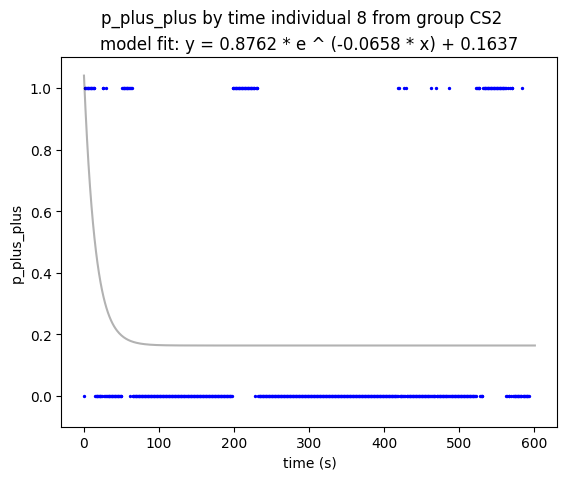 p_plus_plus by time individual 8 from group CS2
model fit: y = 0.8762 * e ^ (-0.0658 * x) + 0.1637
1.0
0.8
0.6
0.4
0.2
0.0
p_plus_plus
0 100 200 300 400 500 600
time (s)